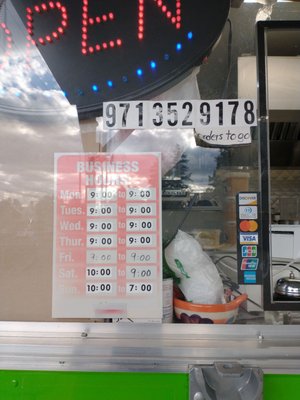 OPEN
971 352 9178
orders to go
BUSINESS
HOURS
Mon. 9:00 to 9:00
Tues. 9:00 to 9:00
Wed. 9:00 to 9:00
Thur. 9:00 to 9:00
Fri. 9:00 to 9:00
Sat. 10:00 to 9:00
Sun. 10:00 to 7:00
DISCOVER
VISA